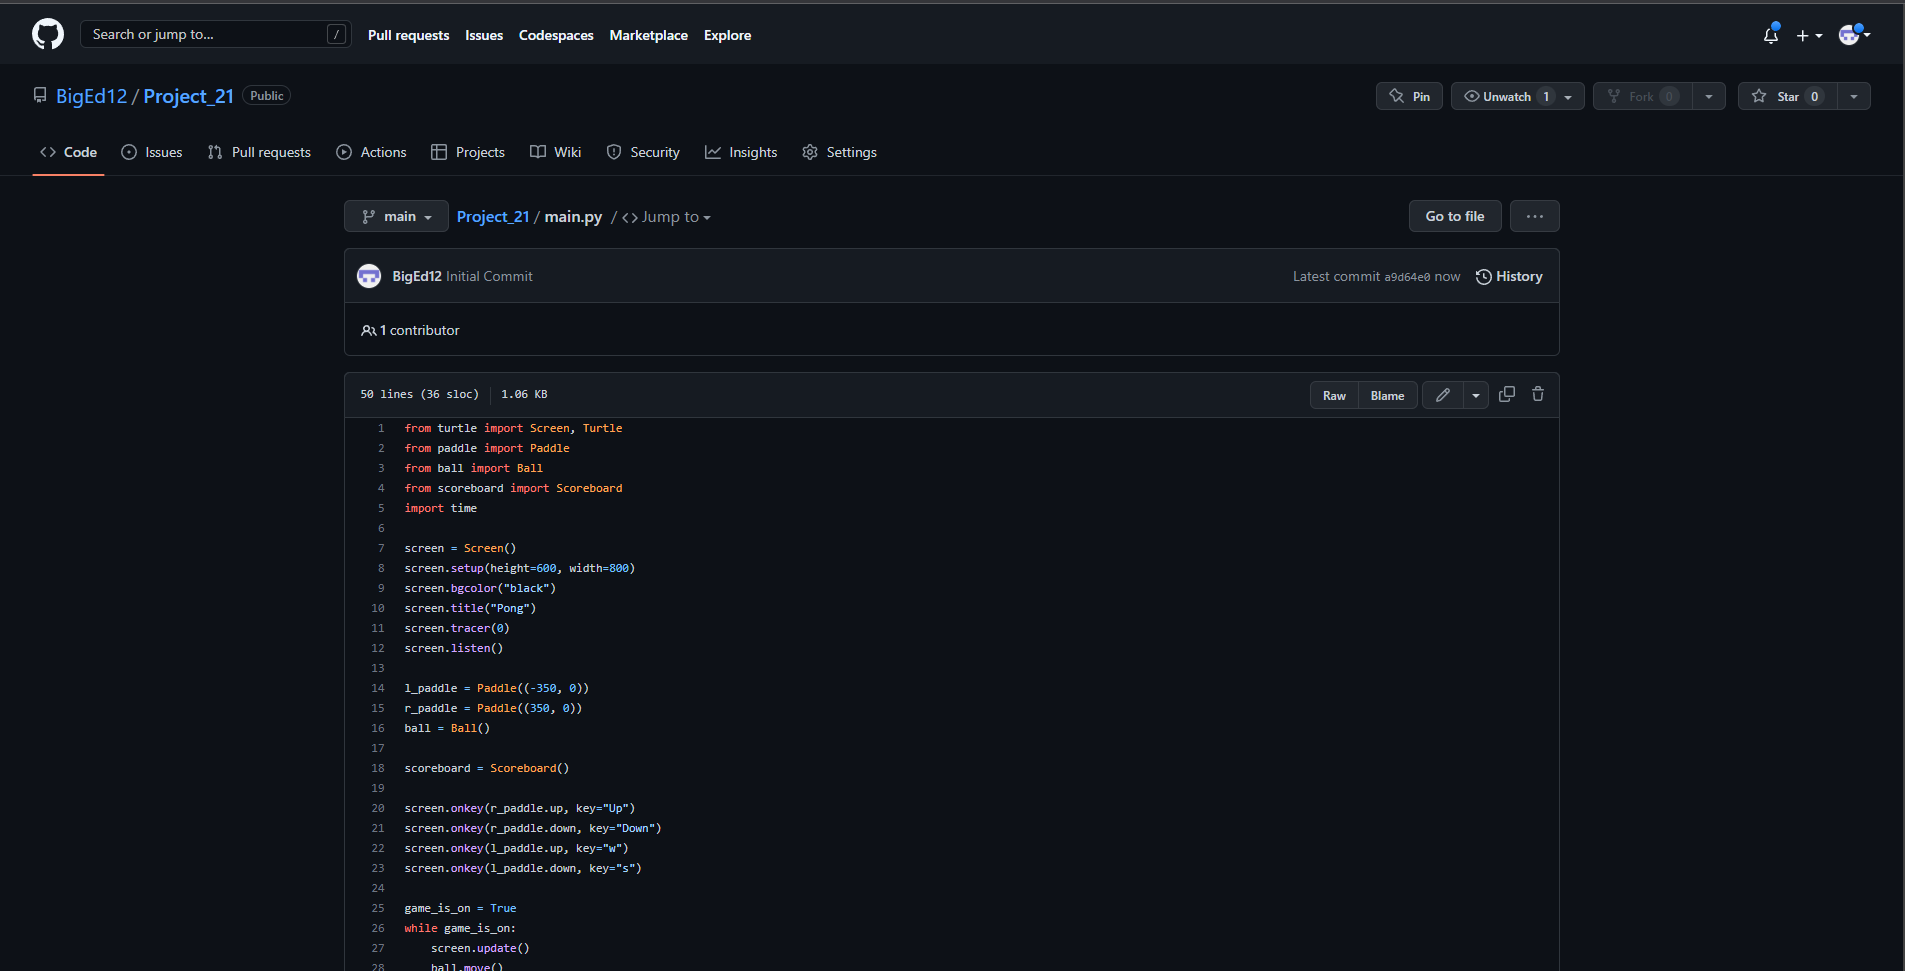 Search or jump to... / Pull requests Issues Codespaces Marketplace Explore
BigEd12 / Project_21 Public Pin Unwatch 1 Fork 0 Star 0
Code Issues Pull requests Actions Projects Wiki Security Insights Settings
main Project_21 / main.py / <> Jump to Go to file ...
BigEd12 Initial Commit Latest commit a9d64e0 now History
1 contributor
50 lines (36 sloc) 1.06 KB Raw Blame
1 from turtle import Screen, Turtle
2 from paddle import Paddle
3 from ball import Ball
4 from scoreboard import Scoreboard
5 import time
6
7 screen = Screen()
8 screen.setup(height=600, width=800)
9 screen.bgcolor("black")
10 screen.title("Pong")
11 screen.tracer(0)
12 screen.listen()
13
14 l_paddle = Paddle((-350, 0))
15 r_paddle = Paddle((350, 0))
16 ball = Ball()
17
18 scoreboard = Scoreboard()
19
20 screen.onkey(r_paddle.up, key="Up")
21 screen.onkey(r_paddle.down, key="Down")
22 screen.onkey(l_paddle.up, key="w")
23 screen.onkey(l_paddle.down, key="s")
24
25 game_is_on = True
26 while game_is_on:
27     screen.update()
28     ball.move()